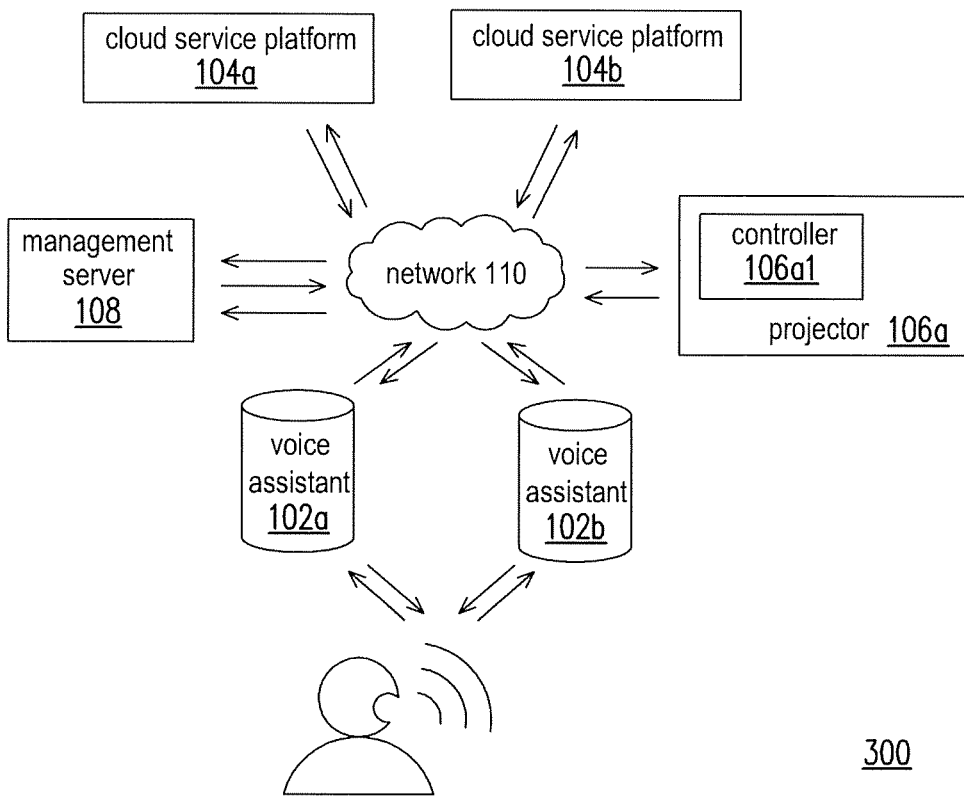 cloud service platform
104a
cloud service platform
104b
management
server
108
network 110
controller
106a1
projector 106a
voice
assistant
102a
voice
assistant
102b
300